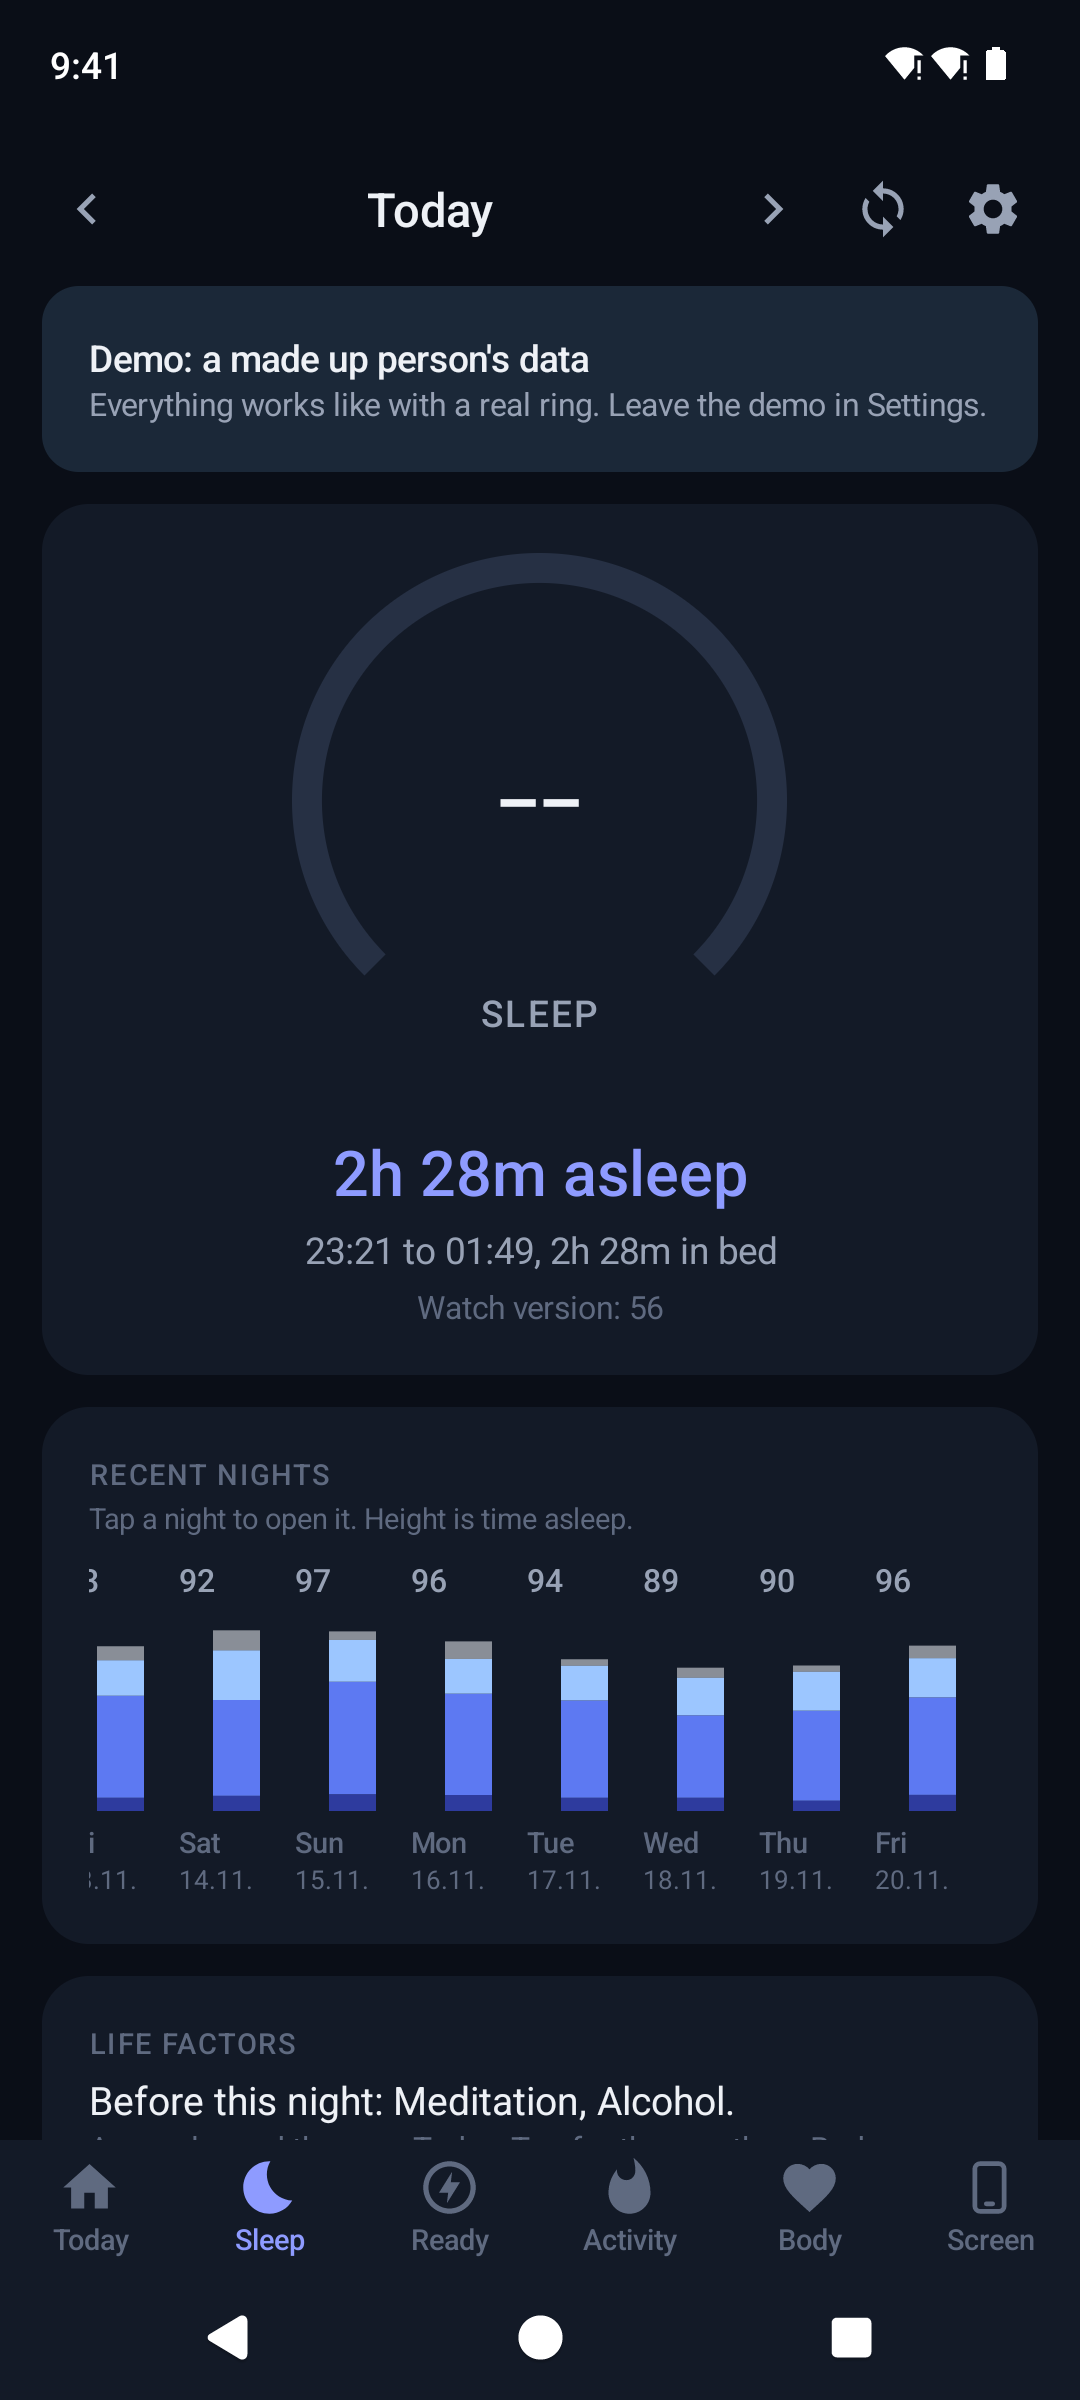 9:41
Today
Demo: a made up person's data
Everything works like with a real ring. Leave the demo in Settings.
--
SLEEP
2h 28m asleep
23:21 to 01:49, 2h 28m in bed
Watch version: 56
RECENT NIGHTS
Tap a night to open it. Height is time asleep.
92 97 96 94 89 90 96
Sat Sun Mon Tue Wed Thu Fri
14.11. 15.11. 16.11. 17.11. 18.11. 19.11. 20.11.
LIFE FACTORS
Before this night: Meditation, Alcohol.
Today Sleep Ready Activity Body Screen